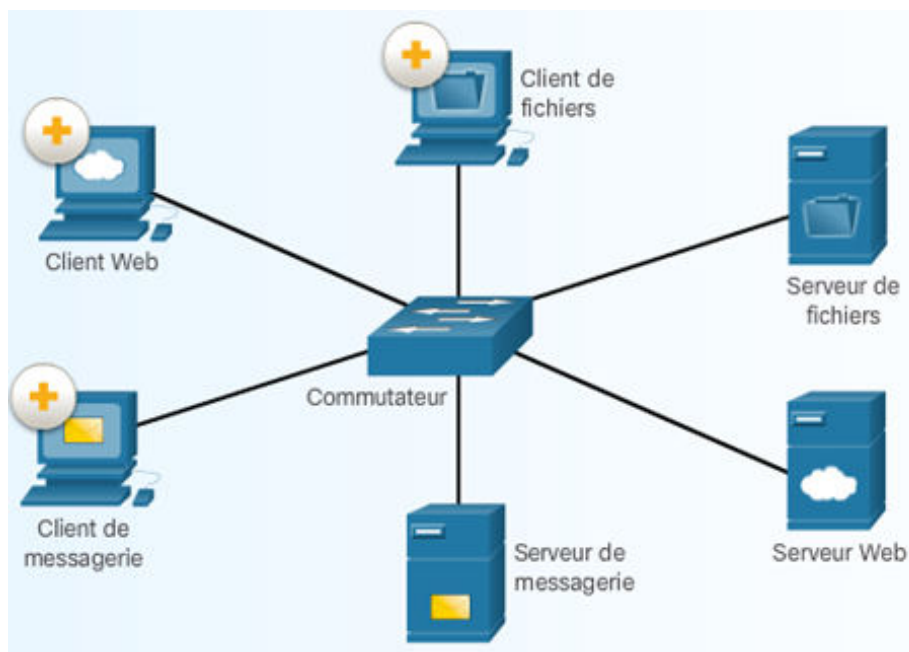 Client de
fichiers
Client Web
Serveur de
fichiers
Commutateur
Client de
messagerie
Serveur de
messagerie
Serveur Web